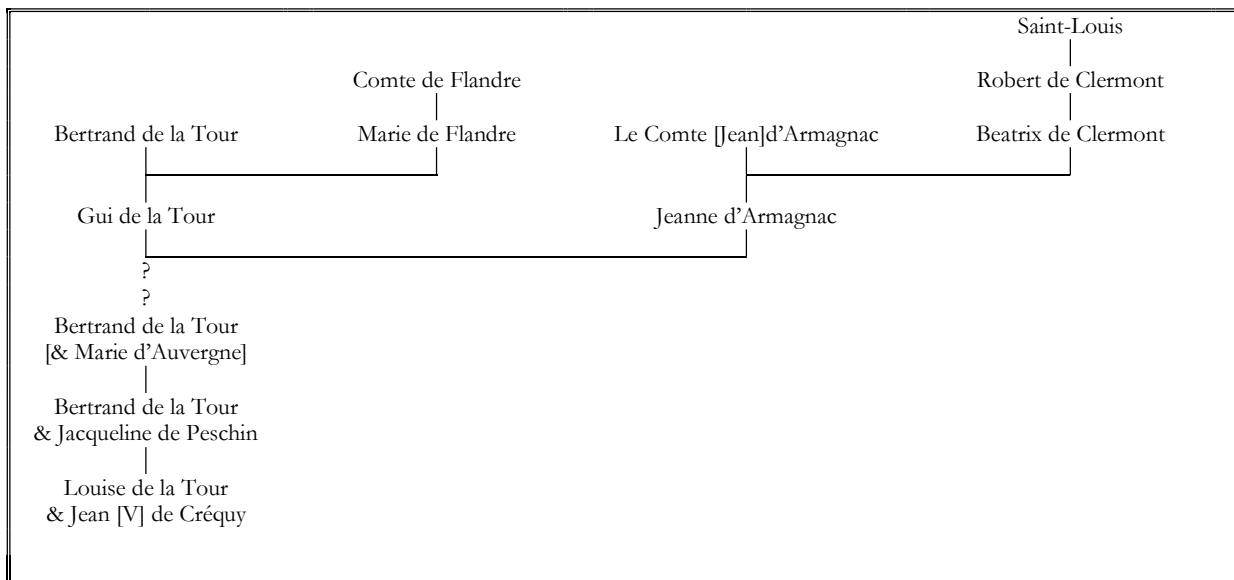 Saint-Louis
Comte de Flandre
Robert de Clermont
Bertrand de la Tour
Marie de Flandre
Le Comte [Jean]d’Armagnac
Beatrix de Clermont
Gui de la Tour
Jeanne d’Armagnac
?
?
Bertrand de la Tour
[& Marie d’Auvergne]
Bertrand de la Tour
& Jacqueline de Peschin
Louise de la Tour
& Jean [V] de Créquy